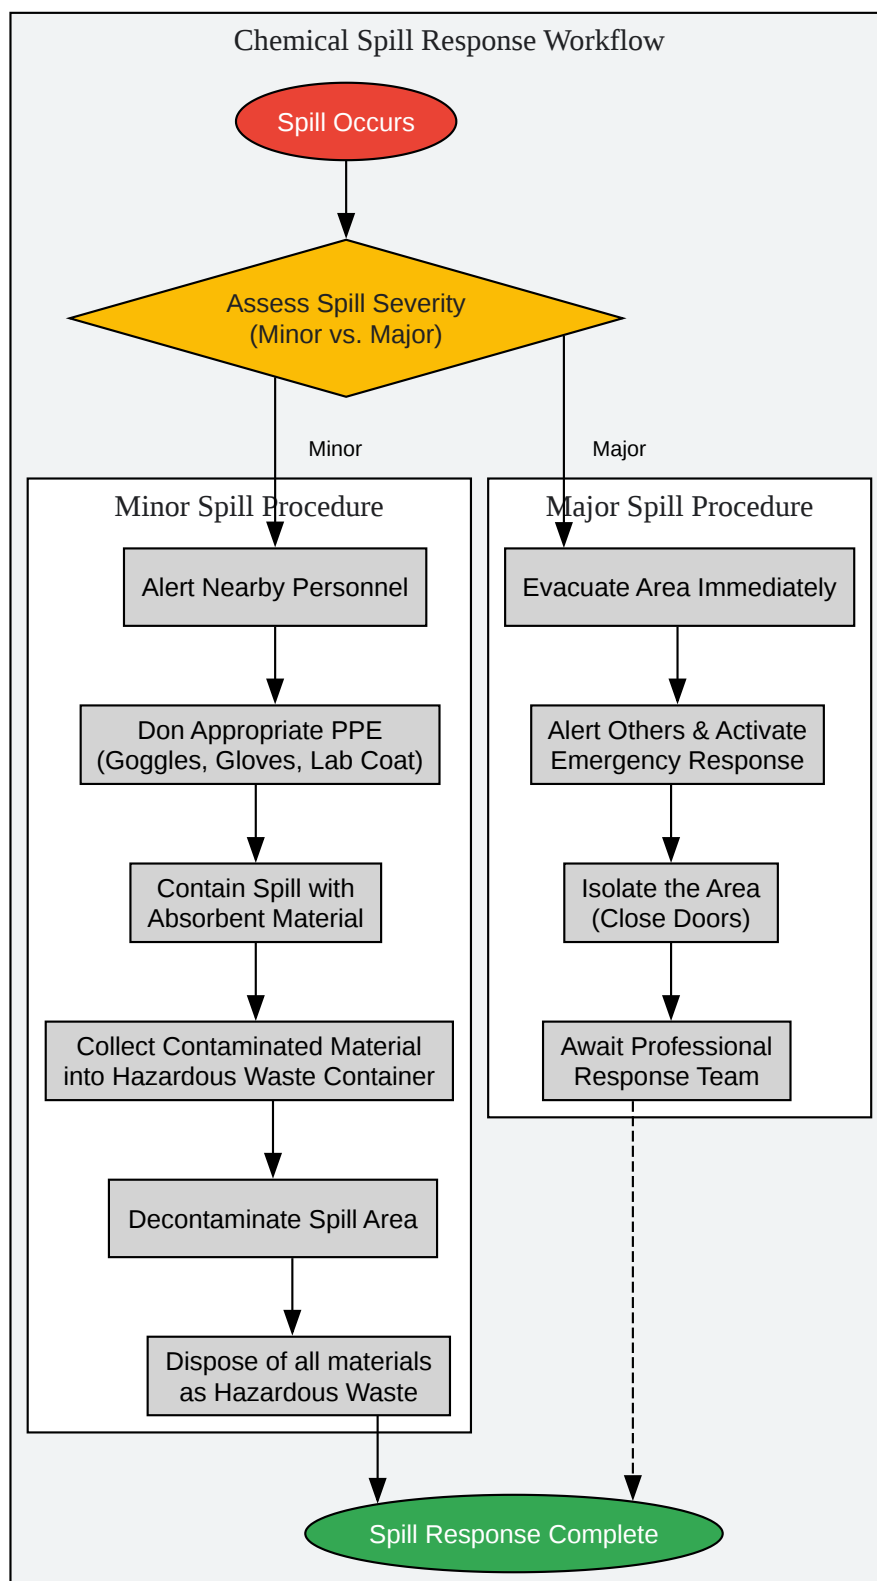 Chemical Spill Response Workflow
Spill Occurs
Assess Spill Severity
(Minor vs. Major)
Minor
Major
Minor Spill Procedure
Alert Nearby Personnel
Don Appropriate PPE
(Goggles, Gloves, Lab Coat)
Contain Spill with
Absorbent Material
Collect Contaminated Material
into Hazardous Waste Container
Decontaminate Spill Area
Dispose of all materials
as Hazardous Waste
Major Spill Procedure
Evacuate Area Immediately
Alert Others & Activate
Emergency Response
Isolate the Area
(Close Doors)
Await Professional
Response Team
Spill Response Complete